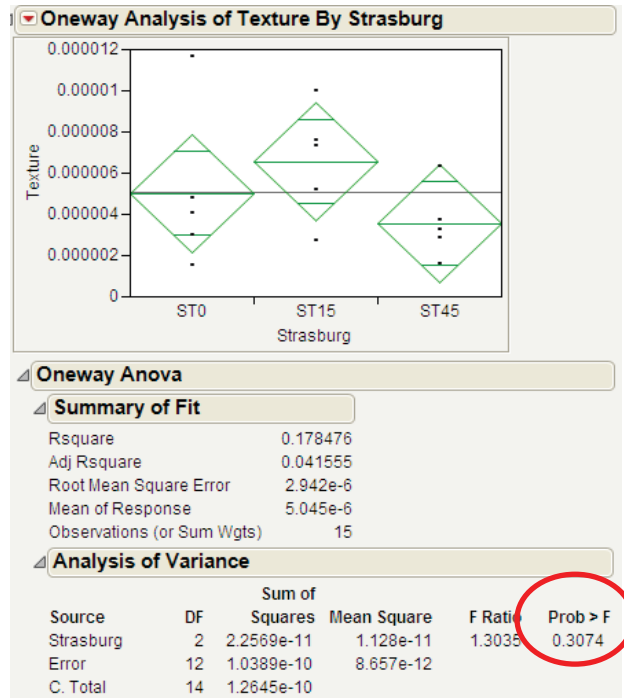 Oneway Analysis of Texture By Strasburg
0.000012
0.00001
0.000008
0.000006
0.000004
0.000002
0
Texture
ST0 ST15 ST45
Strasburg
Oneway Anova
Summary of Fit
Rsquare 0.178476
Adj Rsquare 0.041555
Root Mean Square Error 2.942e-6
Mean of Response 5.045e-6
Observations (or Sum Wgts) 15
Analysis of Variance
Sum of
Source DF Squares Mean Square F Ratio Prob > F
Strasburg 2 2.2569e-11 1.128e-11 1.3035 0.3074
Error 12 1.0389e-10 8.657e-12
C. Total 14 1.2645e-10